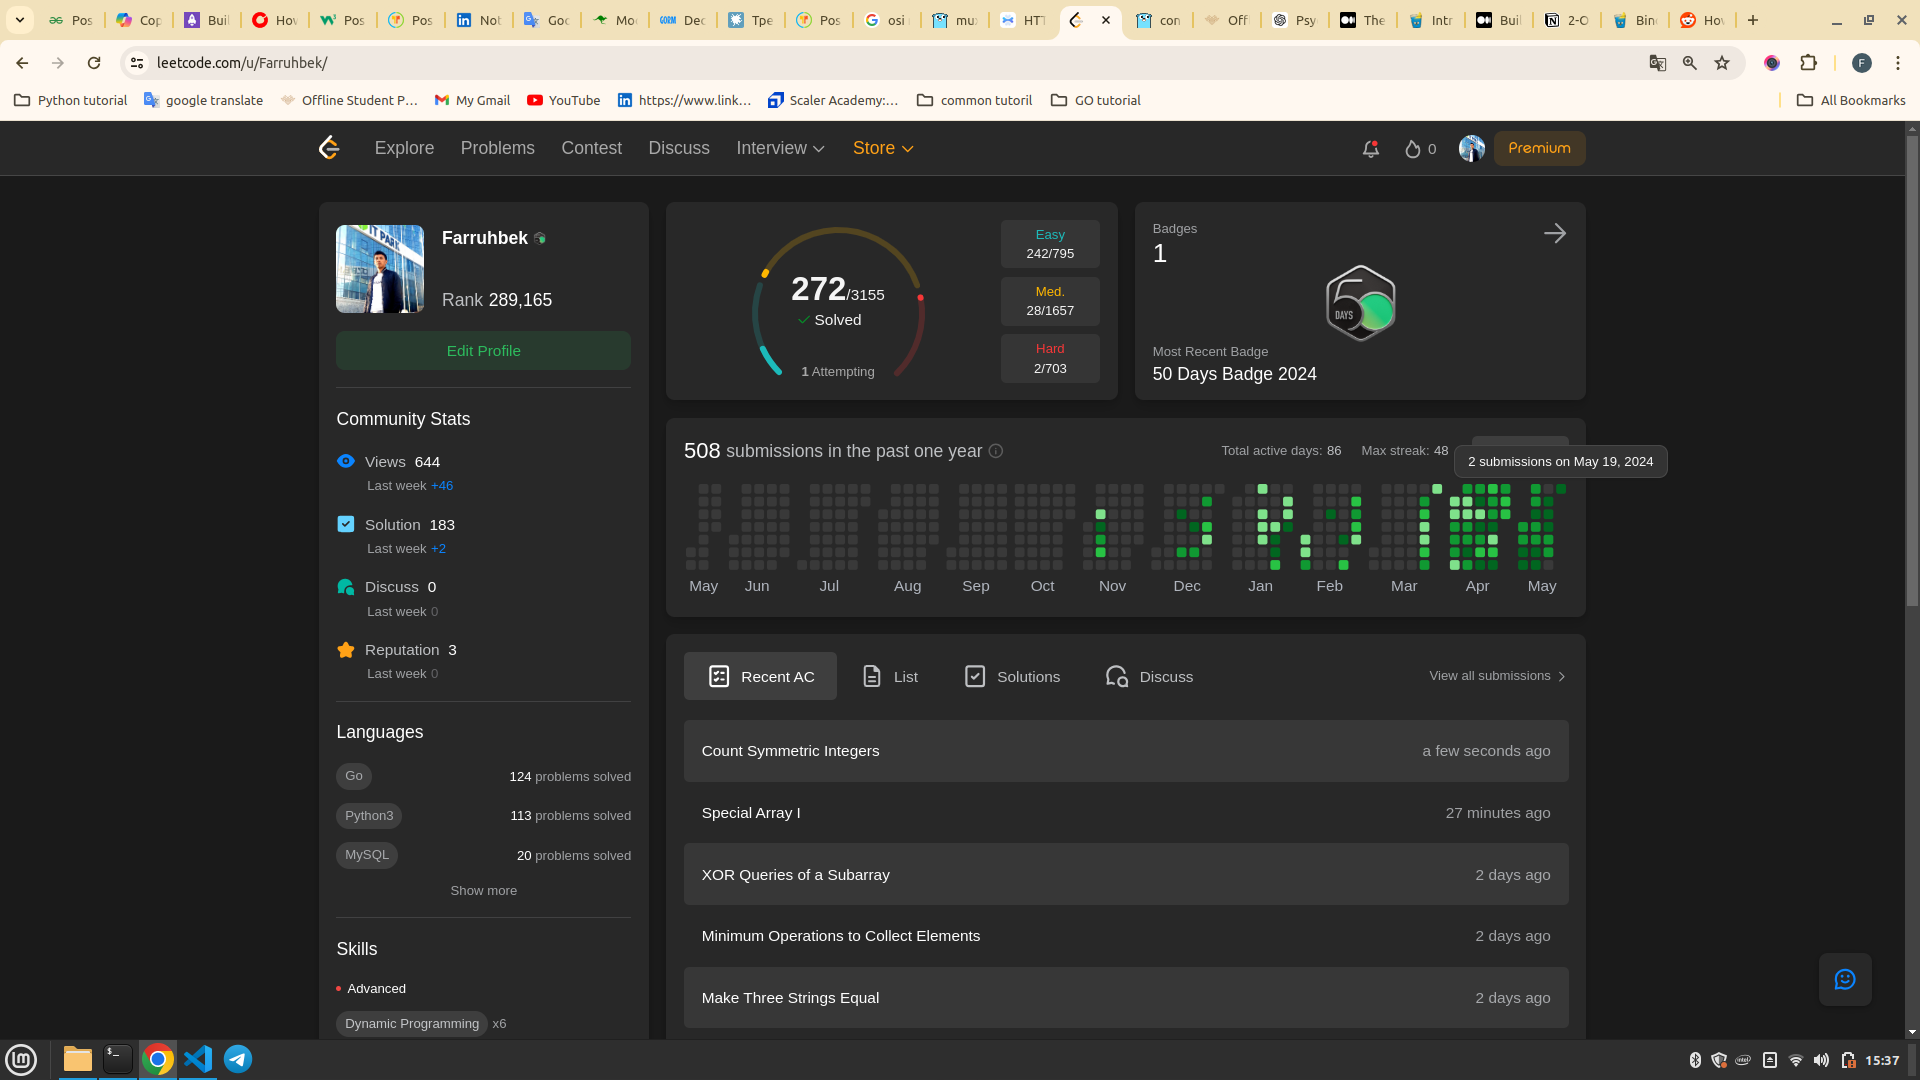 Pos
Cop
Buil
How
Pos
Pos
Not
Goo
Moc
Dec
Tpe
Pos
osi
mux
HTT
con
Offl
Psy
The
Intr
Buil
2-O
Bin
How
leetcode.com/u/Farruhbek/
F
Python tutorial
google translate
Offline Student P...
My Gmail
YouTube
https://www.link...
Scaler Academy:...
common tutoril
GO tutorial
All Bookmarks
Explore
Problems
Contest
Discuss
Interview
Store
0
Premium
IT PARK
Farruhbek
Rank 289,165
Edit Profile
Community Stats
Views 644
Last week +46
Solution 183
Last week +2
Discuss 0
Last week 0
Reputation 3
Last week 0
Languages
Go
124 problems solved
Python3
113 problems solved
MySQL
20 problems solved
Show more
Skills
Advanced
Dynamic Programming x6
272/3155
Solved
1 Attempting
Easy
242/795
Med.
28/1657
Hard
2/703
Badges
1
50
DAYS
Most Recent Badge
50 Days Badge 2024
508 submissions in the past one year
Total active days: 86
Max streak: 48
2 submissions on May 19, 2024
May
Jun
Jul
Aug
Sep
Oct
Nov
Dec
Jan
Feb
Mar
Apr
May
Recent AC
List
Solutions
Discuss
View all submissions
Count Symmetric Integers
a few seconds ago
Special Array I
27 minutes ago
XOR Queries of a Subarray
2 days ago
Minimum Operations to Collect Elements
2 days ago
Make Three Strings Equal
2 days ago
15:37